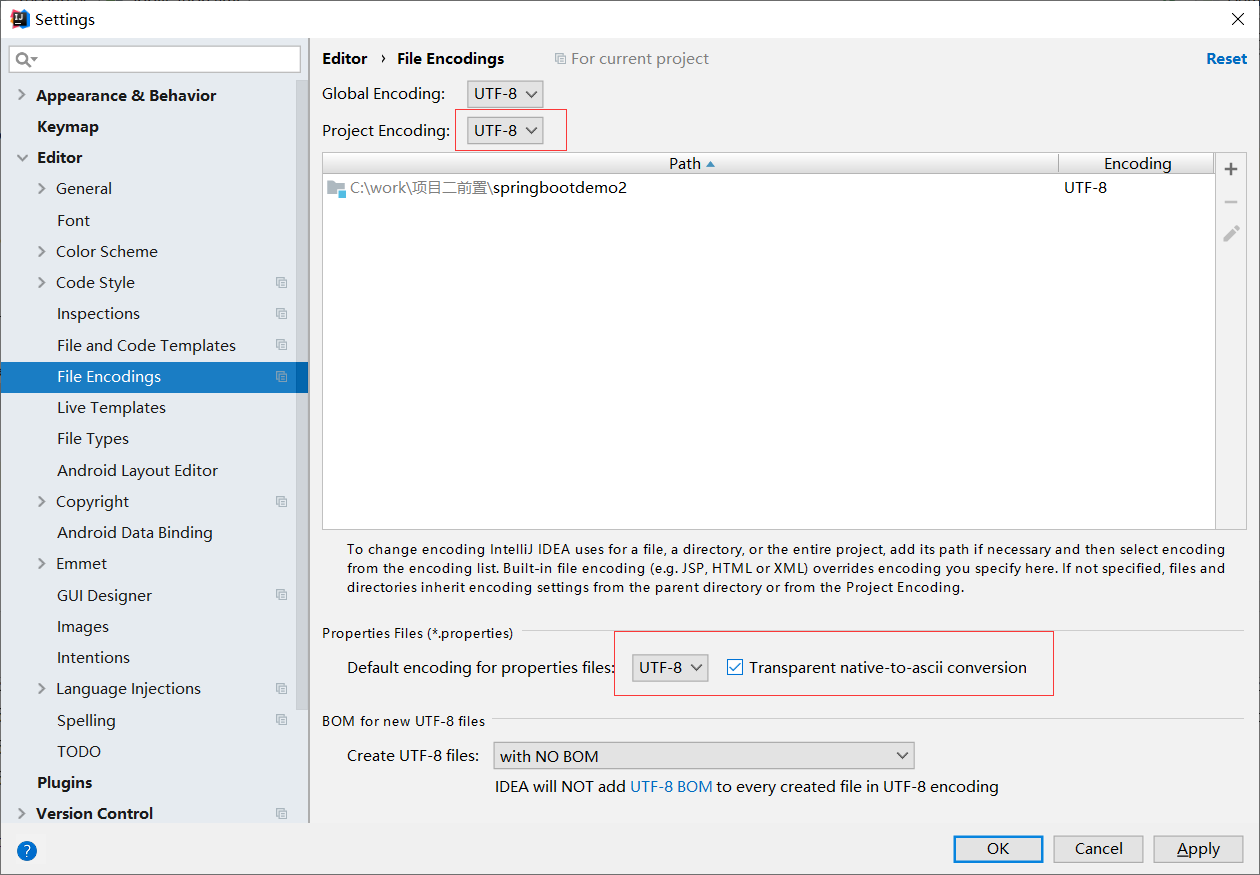 Settings
Editor › File Encodings For current project Reset
Appearance & Behavior
Keymap
Editor
General
Font
Color Scheme
Code Style
Inspections
File and Code Templates
File Encodings
Live Templates
File Types
Android Layout Editor
Copyright
Android Data Binding
Emmet
GUI Designer
Images
Intentions
Language Injections
Spelling
TODO
Plugins
Version Control
Global Encoding: UTF-8
Project Encoding: UTF-8
Path Encoding
C:\work\项目二前置\springbootdemo2 UTF-8
To change encoding IntelliJ IDEA uses for a file, a directory, or the entire project, add its path if necessary and then select encoding
from the encoding list. Built-in file encoding (e.g. JSP, HTML or XML) overrides encoding you specify here. If not specified, files and
directories inherit encoding settings from the parent directory or from the Project Encoding.
Properties Files (*.properties)
Default encoding for properties files: UTF-8 Transparent native-to-ascii conversion
BOM for new UTF-8 files
Create UTF-8 files: with NO BOM
IDEA will NOT add UTF-8 BOM to every created file in UTF-8 encoding
? OK Cancel Apply